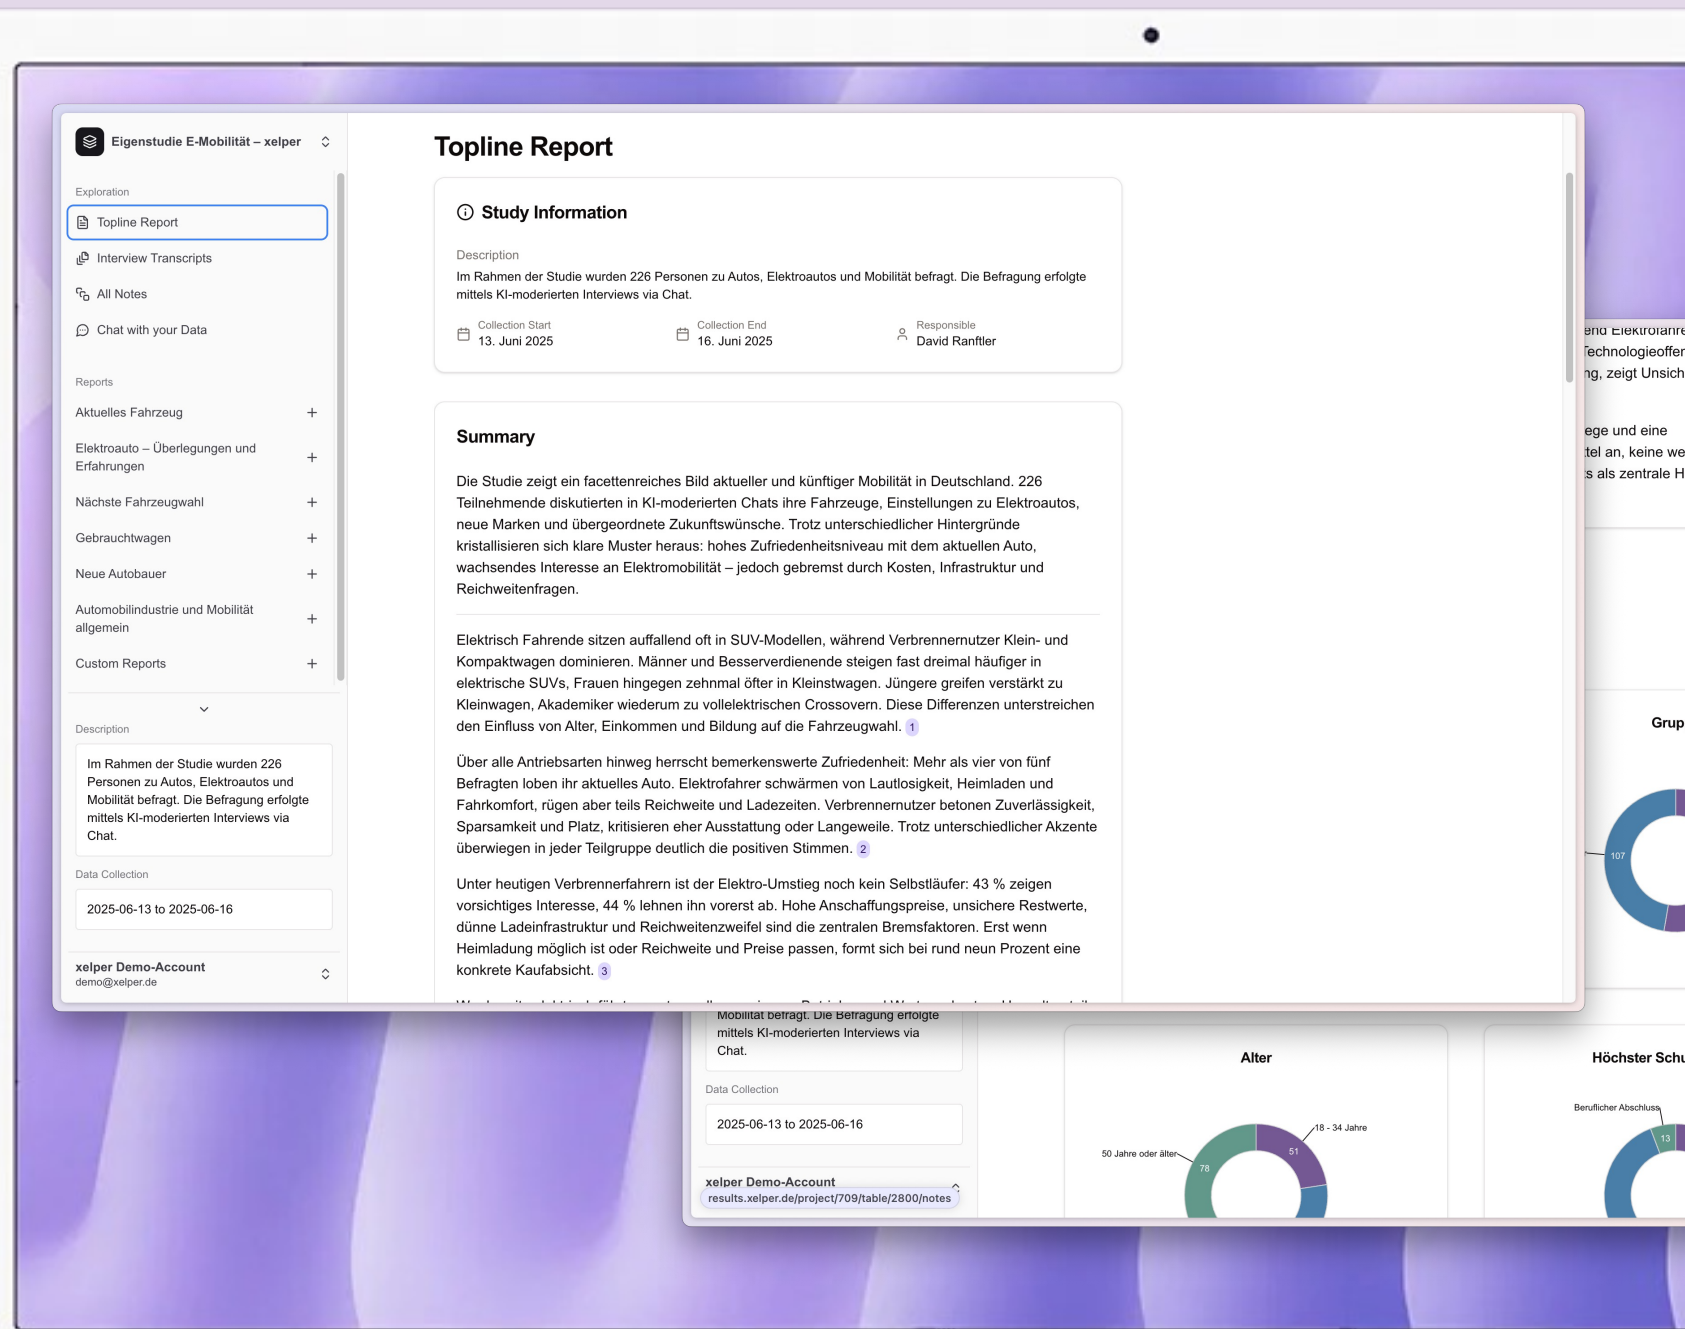 Eigenstudie E-Mobilität – xelper
Exploration
Topline Report
Interview Transcripts
All Notes
Chat with your Data
Reports
Aktuelles Fahrzeug
Elektroauto – Überlegungen und
Erfahrungen
Nächste Fahrzeugwahl
Gebrauchtwagen
Neue Autobauer
Automobilindustrie und Mobilität
allgemein
Custom Reports
Description
Im Rahmen der Studie wurden 226
Personen zu Autos, Elektroautos und
Mobilität befragt. Die Befragung erfolgte
mittels KI-moderierten Interviews via
Chat.
Data Collection
2025-06-13 to 2025-06-16
xelper Demo-Account
demo@xelper.de
Topline Report
Study Information
Description
Im Rahmen der Studie wurden 226 Personen zu Autos, Elektroautos und Mobilität befragt. Die Befragung erfolgte
mittels KI-moderierten Interviews via Chat.
Collection Start
13. Juni 2025
Collection End
16. Juni 2025
Responsible
David Ranftler
Summary
Die Studie zeigt ein facettenreiches Bild aktueller und künftiger Mobilität in Deutschland. 226
Teilnehmende diskutierten in KI-moderierten Chats ihre Fahrzeuge, Einstellungen zu Elektroautos,
neue Marken und übergeordnete Zukunftswünsche. Trotz unterschiedlicher Hintergründe
kristallisieren sich klare Muster heraus: hohes Zufriedenheitsniveau mit dem aktuellen Auto,
wachsendes Interesse an Elektromobilität – jedoch gebremst durch Kosten, Infrastruktur und
Reichweitenfragen.
Elektrisch Fahrende sitzen auffallend oft in SUV-Modellen, während Verbrennernutzer Klein- und
Kompaktwagen dominieren. Männer und Besserverdienende steigen fast dreimal häufiger in
elektrische SUVs, Frauen hingegen zehnmal öfter in Kleinstwagen. Jüngere greifen verstärkt zu
Kleinwagen, Akademiker wiederum zu vollelektrischen Crossovern. Diese Differenzen unterstreichen
den Einfluss von Alter, Einkommen und Bildung auf die Fahrzeugwahl. 1
Über alle Antriebsarten hinweg herrscht bemerkenswerte Zufriedenheit: Mehr als vier von fünf
Befragten loben ihr aktuelles Auto. Elektrofahrer schwärmen von Lautlosigkeit, Heimladen und
Fahrkomfort, rügen aber teils Reichweite und Ladezeiten. Verbrennernutzer betonen Zuverlässigkeit,
Sparsamkeit und Platz, kritisieren eher Ausstattung oder Langeweile. Trotz unterschiedlicher Akzente
überwiegen in jeder Teilgruppe deutlich die positiven Stimmen. 2
Unter heutigen Verbrennerfahrern ist der Elektro-Umstieg noch kein Selbstläufer: 43 % zeigen
vorsichtiges Interesse, 44 % lehnen ihn vorerst ab. Hohe Anschaffungspreise, unsichere Restwerte,
dünne Ladeinfrastruktur und Reichweitenzweifel sind die zentralen Bremsfaktoren. Erst wenn
Heimladung möglich ist oder Reichweite und Preise passen, formt sich bei rund neun Prozent eine
konkrete Kaufabsicht. 3
end Elektrofahre
Technologieoffen
ng, zeigt Unsich
ege und eine
tel an, keine we
s als zentrale H
Grup
107
Mobilität befragt. Die Befragung erfolgte
mittels KI-moderierten Interviews via
Chat.
Data Collection
2025-06-13 to 2025-06-16
xelper Demo-Account
results.xelper.de/project/709/table/2800/notes
Alter
18 - 34 Jahre
51
50 Jahre oder älter
78
Höchster Schu
Beruflicher Abschluss
13